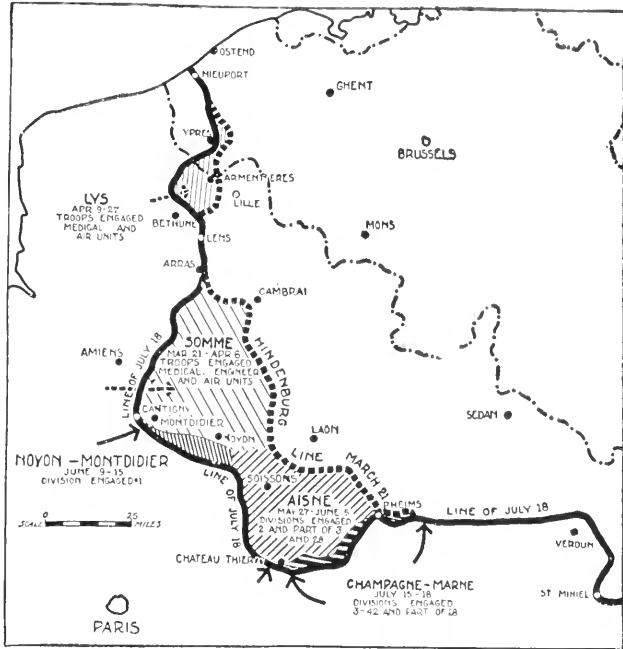 OSTEND
NIEUPORT
GHENT
YPRES
BRUSSELS
ARMENTIERES
LYS
APR 9-27
TROOPS ENGAGED
MEDICAL AND
AIR UNITS
LILLE
BETHUNE
MONS
LENS
ARRAS
CAMBRAI
SOMME
MAR 21-APR 6
TROOPS ENGAGED
MEDICAL, ENGINEER
AND AIR UNITS
HINDENBURG
LINE
MARCH 21
AMIENS
LINE OF JULY 18
CANTIGNY
MONTDIDIER
SEDAN
NOYON
LAON
NOYON-MONTDIDIER
JUNE 9-15
DIVISION ENGAGED *1
LINE OF JULY 18
SOISSONS
AISNE
MAY 27-JUNE 5
DIVISIONS ENGAGED
2 AND PART OF 3
AND 28
RHEIMS
LINE OF JULY 18
SCALE 0 25 MILES
VERDUN
CHATEAU THIERY
CHAMPAGNE-MARNE
JULY 15-18
DIVISIONS ENGAGED
3-42 AND PART OF 28
ST MIHIEL
PARIS